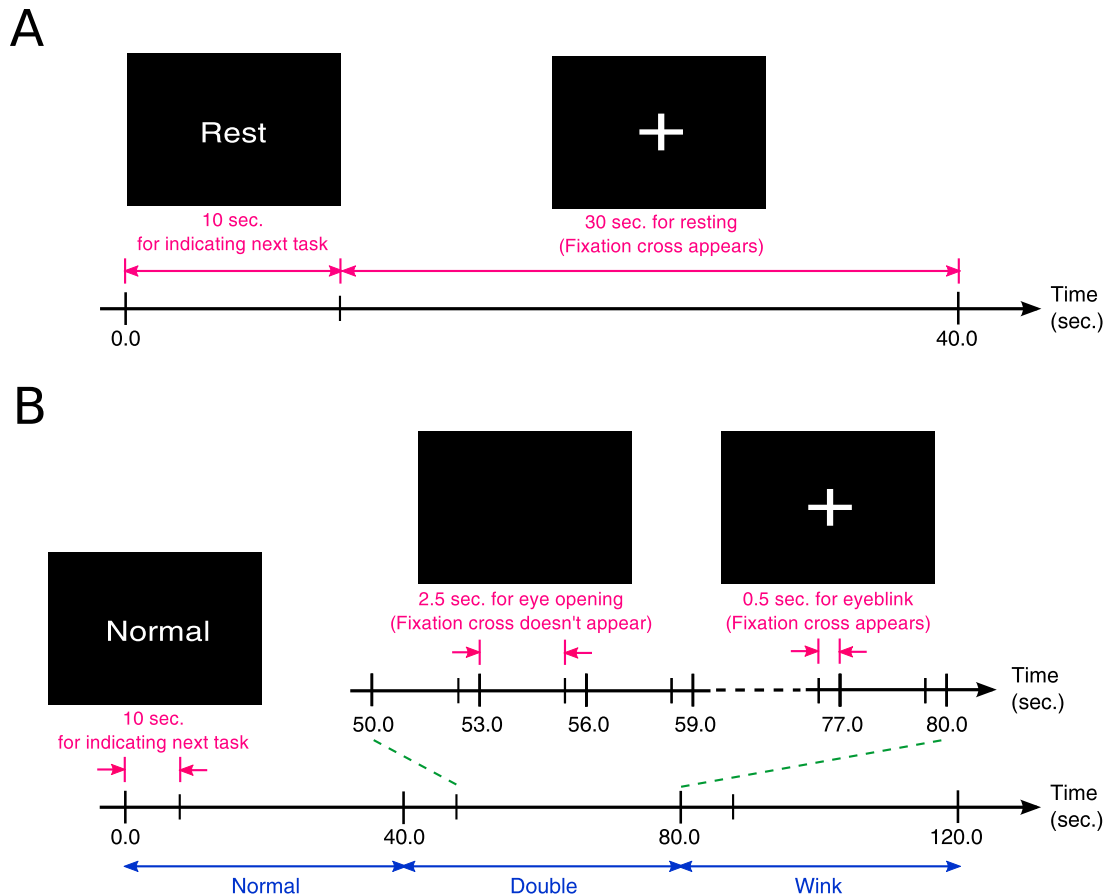 A
Rest
10 sec.
for indicating next task
30 sec. for resting
(Fixation cross appears)
Time
(sec.)
0.0
40.0
B
Normal
10 sec.
for indicating next task
2.5 sec. for eye opening
(Fixation cross doesn't appear)
0.5 sec. for eyeblink
(Fixation cross appears)
Time
(sec.)
50.0
53.0
56.0
59.0
77.0
80.0
Time
(sec.)
0.0
40.0
80.0
120.0
Normal
Double
Wink